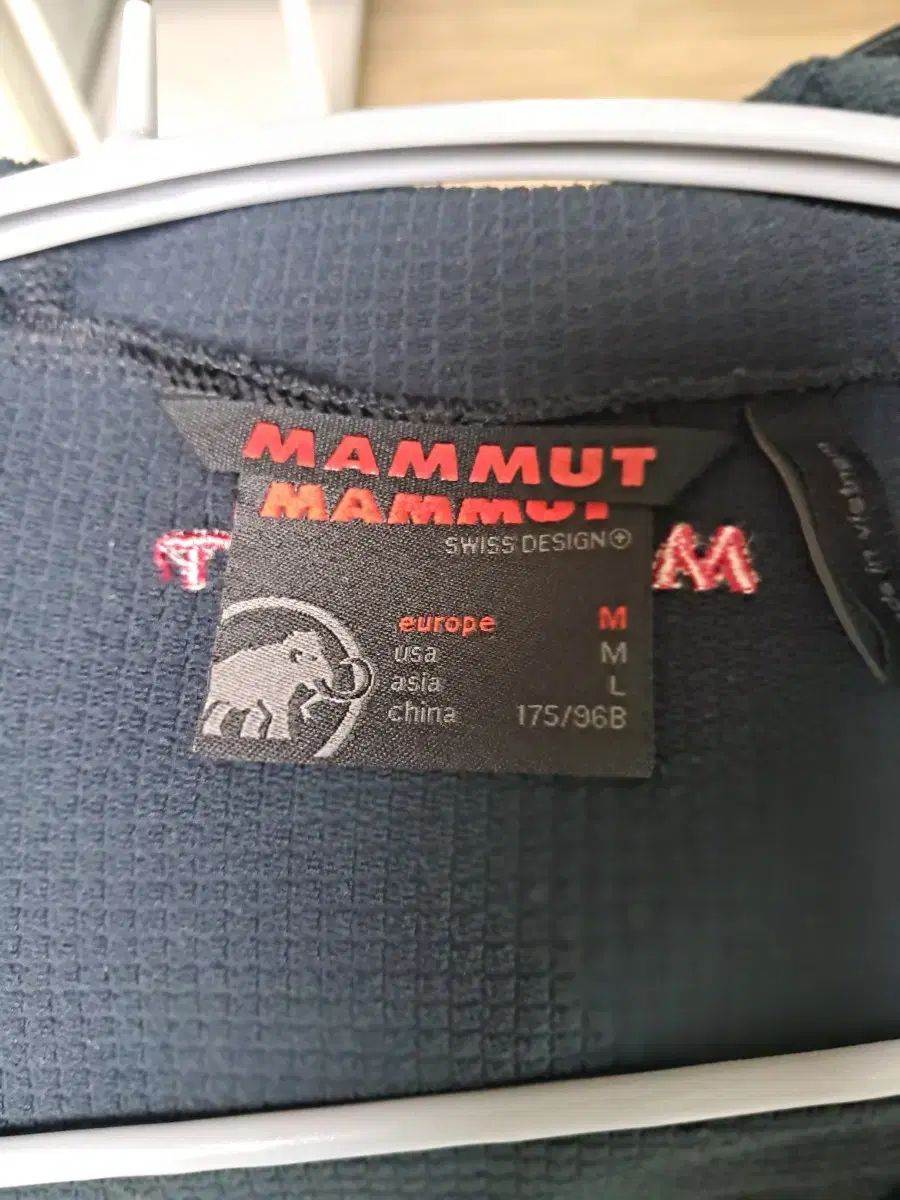 MAMMUT
MAMMUT
SWISS DESIGN
europe M
usa M
asia L
china 175/96B